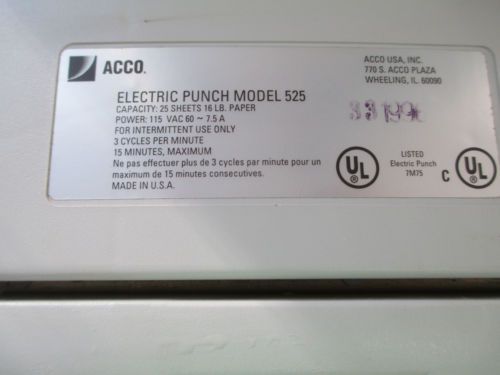 ACCO.
ACCO USA, INC.
770 S. ACCO PLAZA
WHEELING, IL. 60090
ELECTRIC PUNCH MODEL 525
CAPACITY: 25 SHEETS 16 LB. PAPER
POWER: 115 VAC 60 ~ 7.5 A
FOR INTERMITTENT USE ONLY
3 CYCLES PER MINUTE
15 MINUTES, MAXIMUM
Ne pas effectuer plus de 3 cycles par minute pour un
maximum de 15 minutes consecutives.
MADE IN U.S.A.
UL
®
LISTED
Electric Punch
7M75
C
UL
®